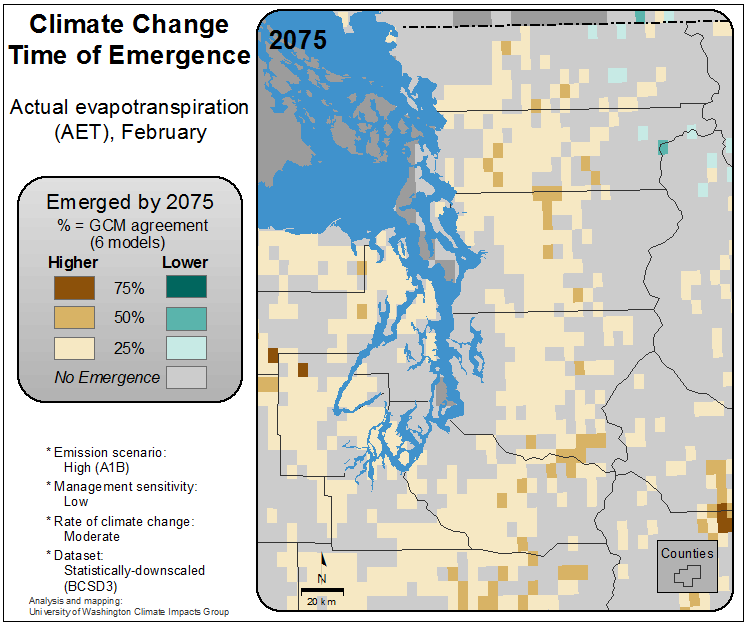 Climate Change
Time of Emergence
Actual evapotranspiration
(AET), February
Emerged by 2075
% = GCM agreement
(6 models)
Higher Lower
75%
50%
25%
No Emergence
* Emission scenario:
High (A1B)
* Management sensitivity:
Low
* Rate of climate change:
Moderate
* Dataset:
Statistically-downscaled
(BCSD3)
Analysis and mapping:
University of Washington Climate Impacts Group
2075
N
20 km
Counties